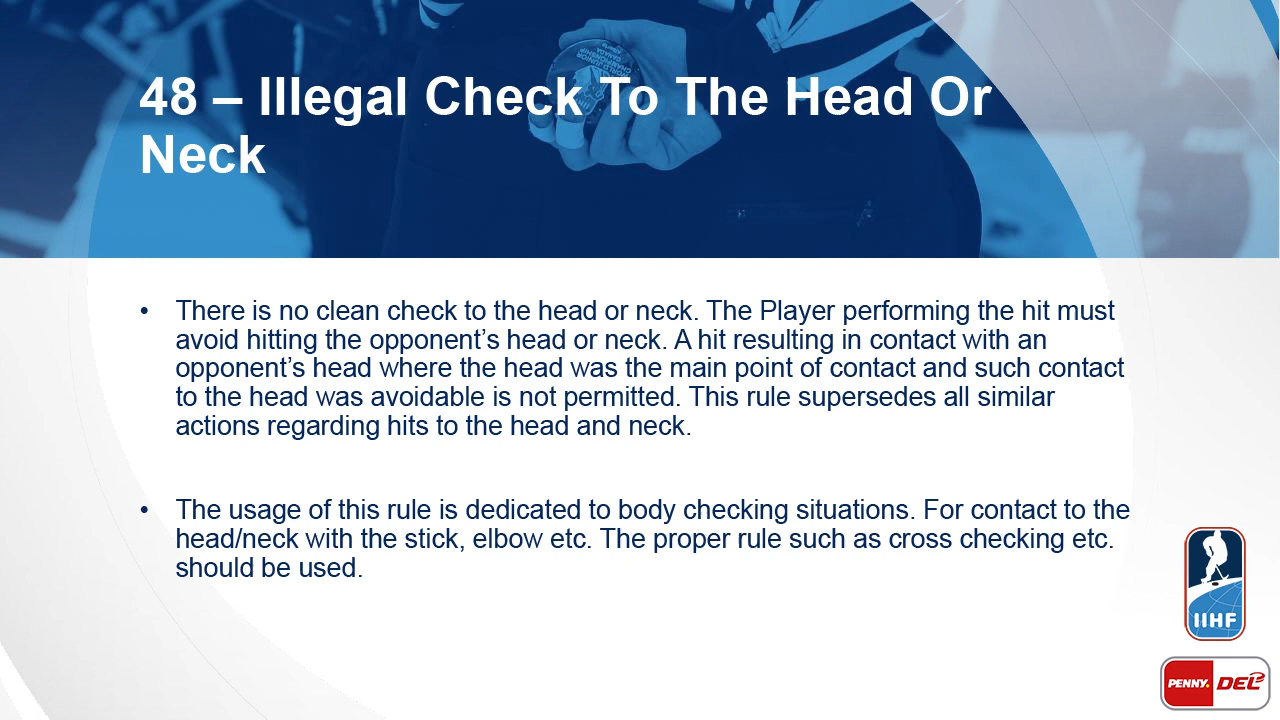 48 – Illegal Check To The Head Or
Neck
WORLD JUNIOR
CHAMPIONSHIP
CANADA
• There is no clean check to the head or neck. The Player performing the hit must
avoid hitting the opponent’s head or neck. A hit resulting in contact with an
opponent’s head where the head was the main point of contact and such contact
to the head was avoidable is not permitted. This rule supersedes all similar
actions regarding hits to the head and neck.
• The usage of this rule is dedicated to body checking situations. For contact to the
head/neck with the stick, elbow etc. The proper rule such as cross checking etc.
should be used.
IIHF
PENNY. DEL